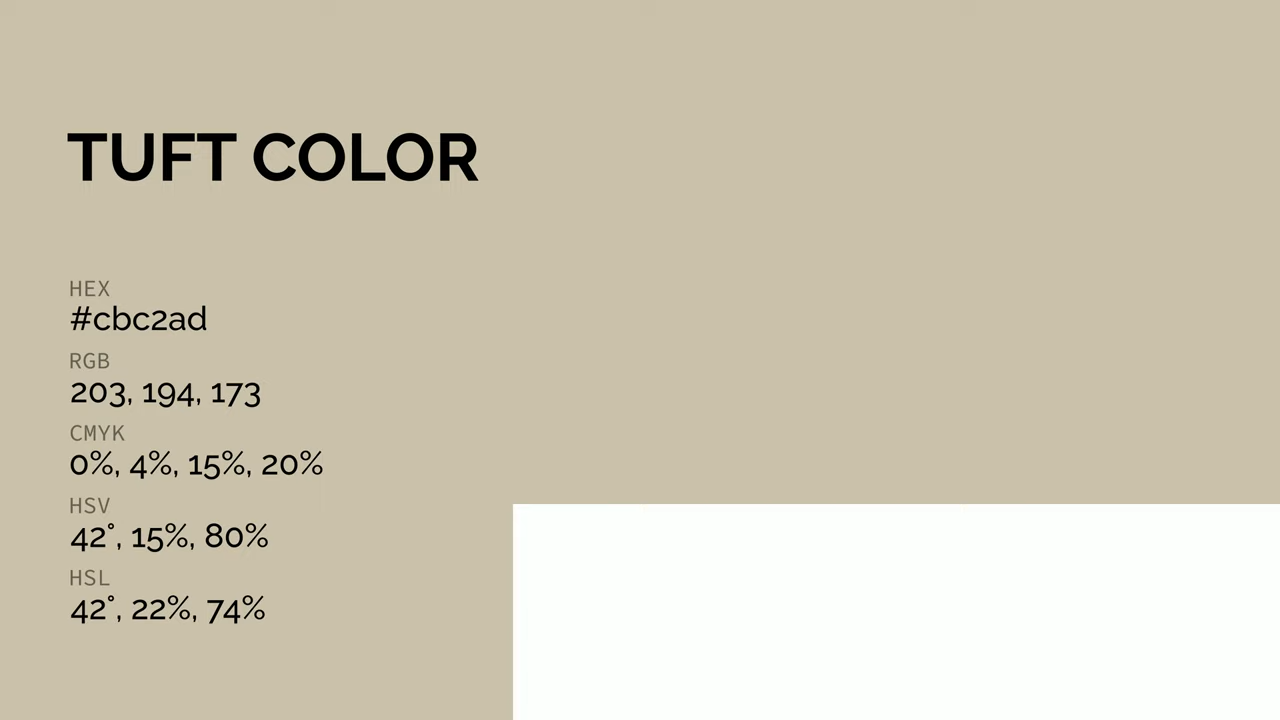 TUFT COLOR
HEX
#cbc2ad
RGB
203, 194, 173
CMYK
0%, 4%, 15%, 20%
HSV
42°, 15%, 80%
HSL
42°, 22%, 74%